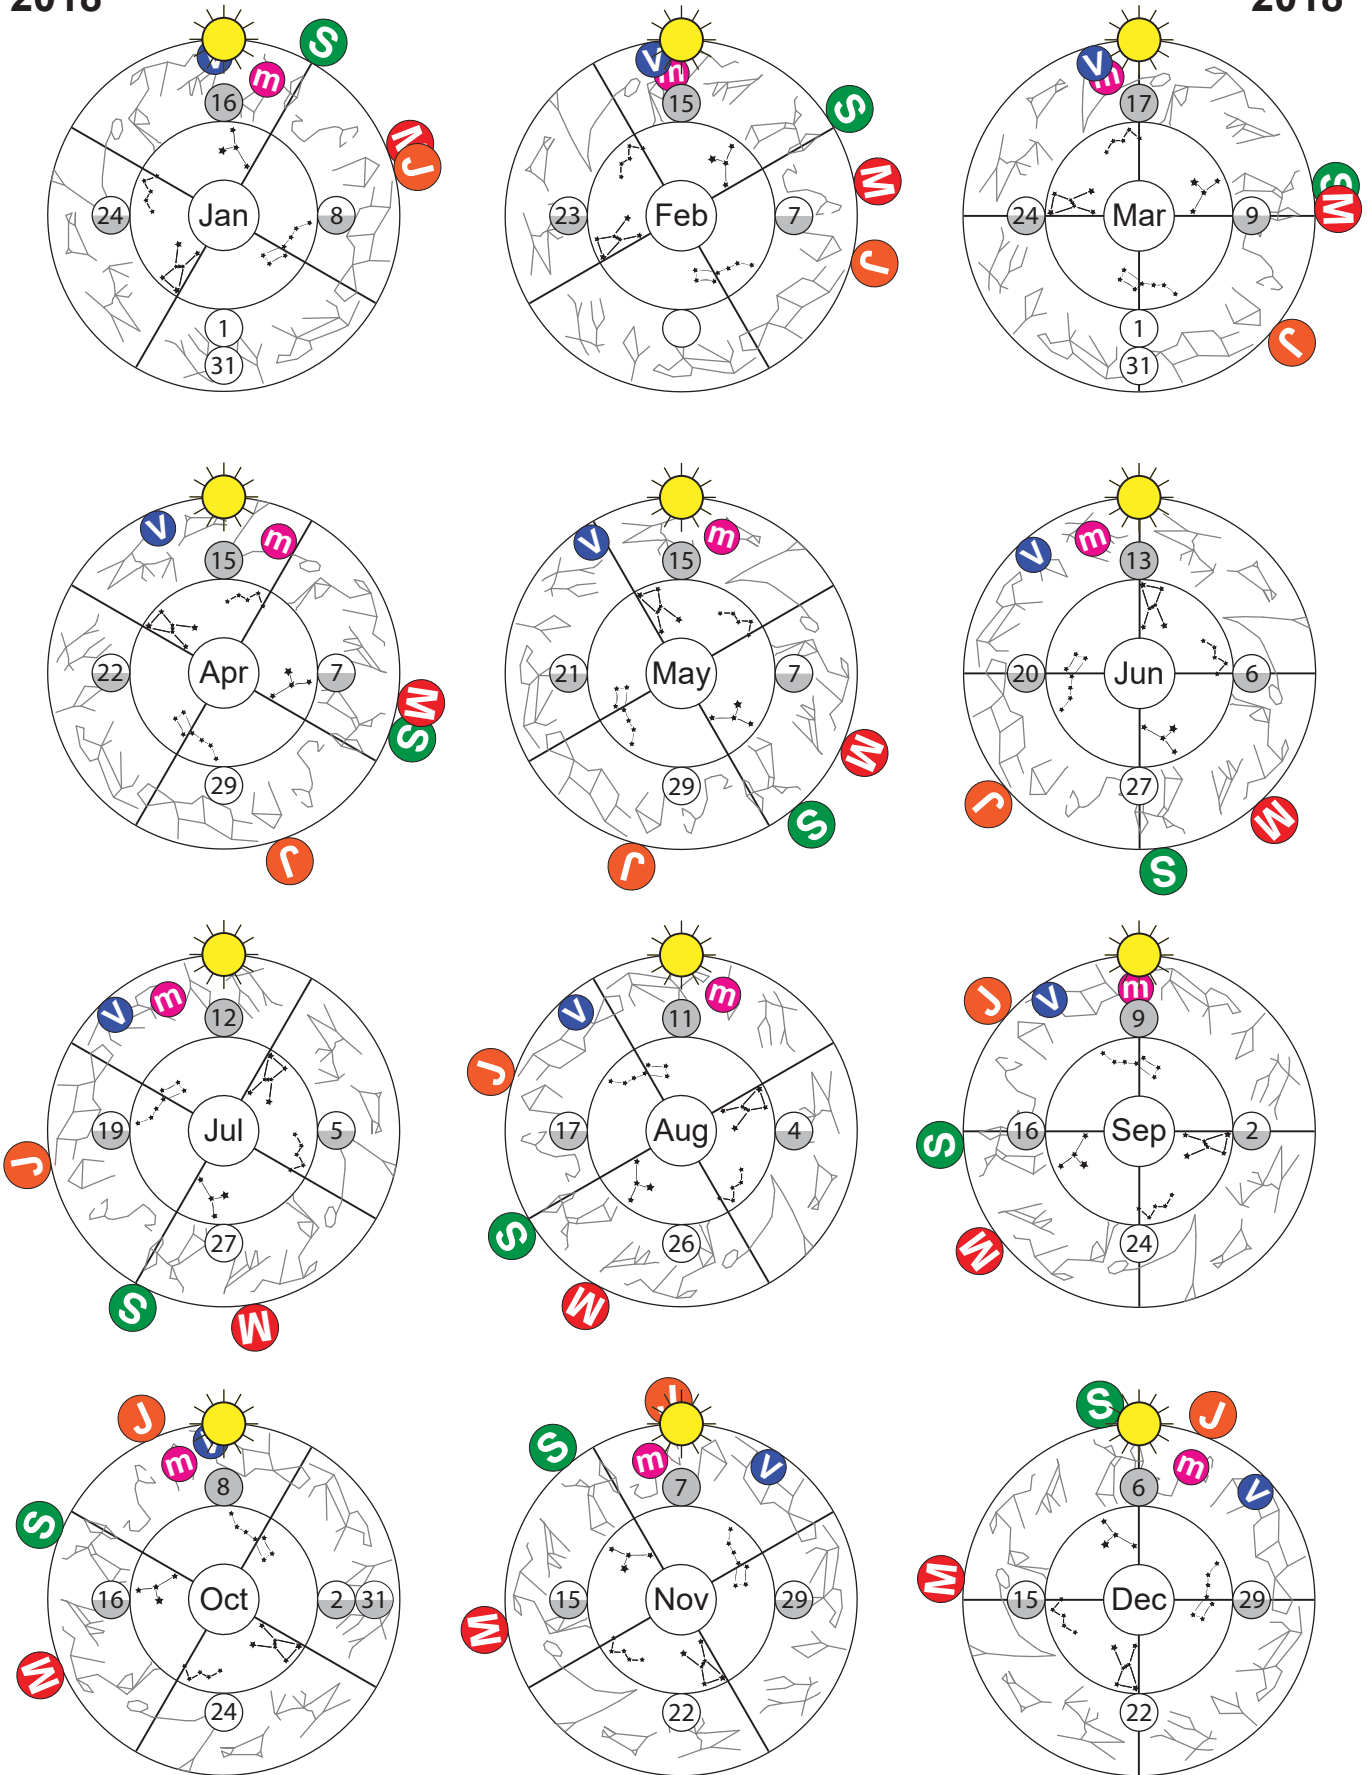 2018 2018
S
V m
16
M
J
24 Jan 8
1
31
V m
S
15
M
23 Feb 7
J
V m
17
S
M
24 Mar 9
1
31
J
V m
15
22 Apr 7
M
S
29
J
V m
15
21 May 7
M
29
S
J
V m
13
20 Jun 6
27
J
M
S
V m
12
19 Jul 5
J
27
S
M
V m
11
J
17 Aug 4
S
26
M
J V m
9
S
16 Sep 2
M
24
J
m V
8
S
16 Oct 2 31
M
24
J
S
m V
7
15 Nov 29
M
22
S J
m V
6
M
15 Dec 29
22